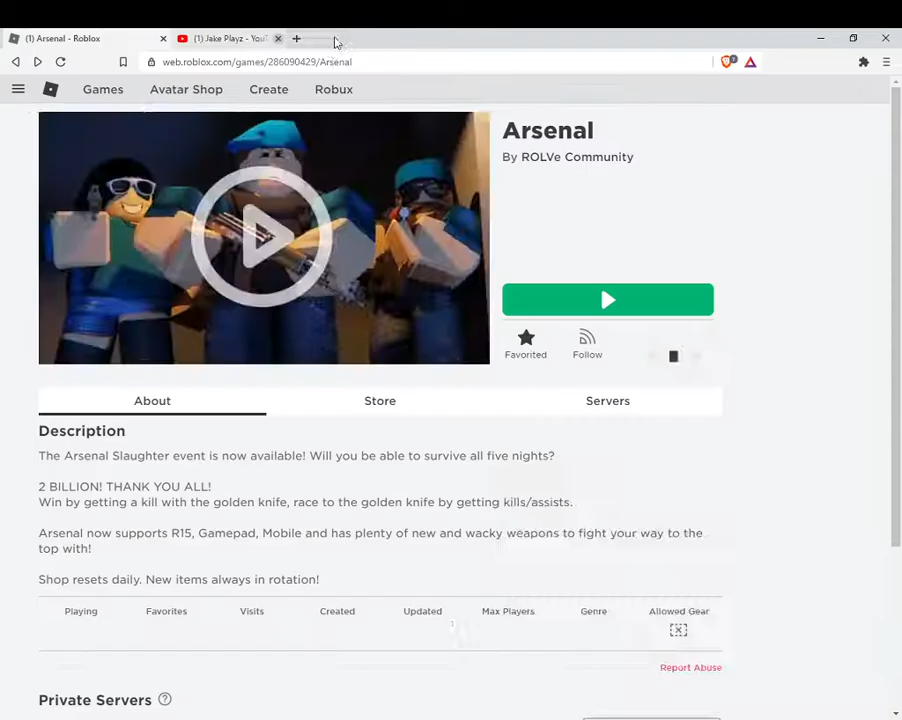 (1) Arsenal - Roblox
(1) Jake Playz - YouT
web.roblox.com/games/286090429/Arsenal
Games
Avatar Shop
Create
Robux
Arsenal
By ROLVe Community
Favorited
Follow
About
Store
Servers
Description
The Arsenal Slaughter event is now available! Will you be able to survive all five nights?
2 BILLION! THANK YOU ALL!
Win by getting a kill with the golden knife, race to the golden knife by getting kills/assists.
Arsenal now supports R15, Gamepad, Mobile and has plenty of new and wacky weapons to fight your way to the
top with!
Shop resets daily. New items always in rotation!
Playing
Favorites
Visits
Created
Updated
Max Players
Genre
Allowed Gear
Report Abuse
Private Servers